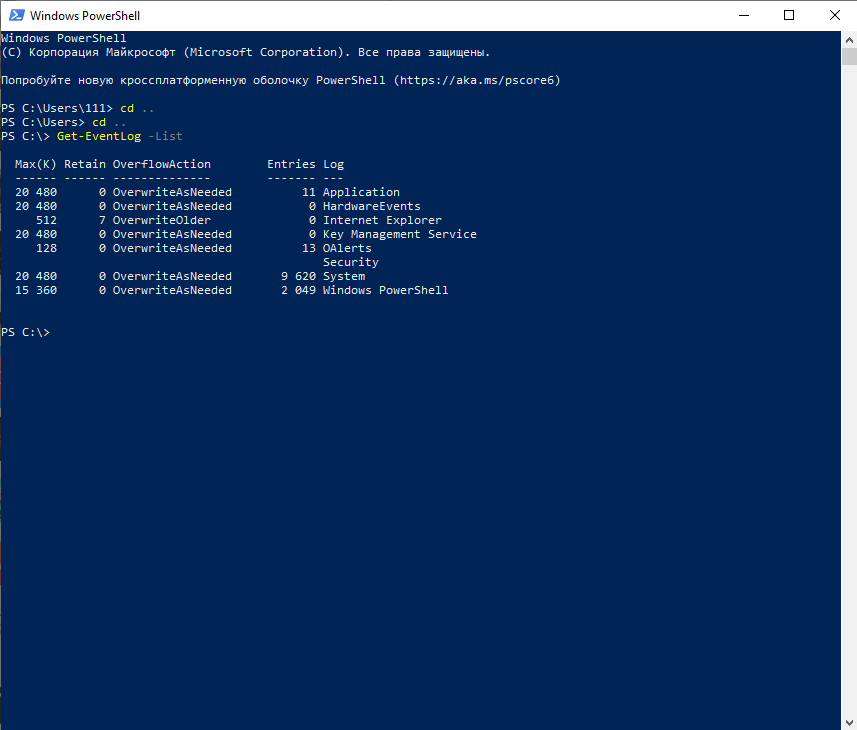 Windows PowerShell
Windows PowerShell
(C) Корпорация Майкрософт (Microsoft Corporation). Все права защищены.
Попробуйте новую кроссплатформенную оболочку PowerShell (https://aka.ms/pscore6)
PS C:\Users\111> cd ..
PS C:\Users> cd ..
PS C:\> Get-EventLog -List
Max(K) Retain OverflowAction Entries Log
------ ------ -------------- ------- ---
20 480 0 OverwriteAsNeeded 11 Application
20 480 0 OverwriteAsNeeded 0 HardwareEvents
512 7 OverwriteOlder 0 Internet Explorer
20 480 0 OverwriteAsNeeded 0 Key Management Service
128 0 OverwriteAsNeeded 13 OAlerts
Security
20 480 0 OverwriteAsNeeded 9 620 System
15 360 0 OverwriteAsNeeded 2 049 Windows PowerShell
PS C:\>